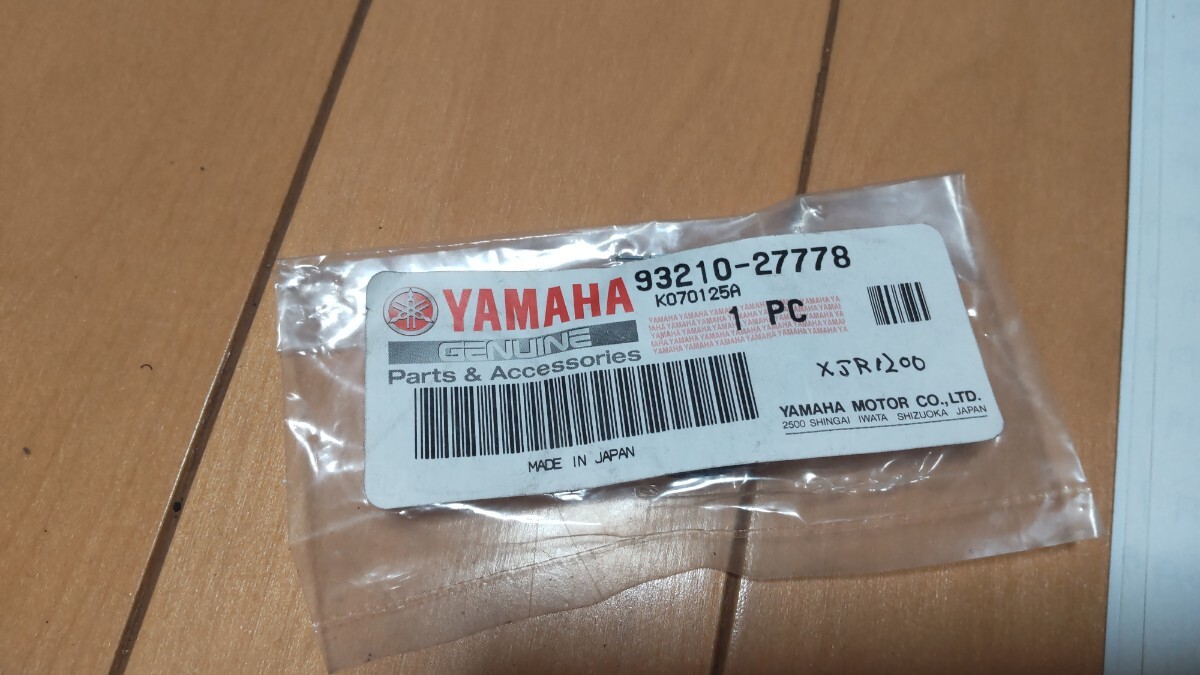 YAMAHA
GENUINE
Parts & Accessories
93210-27778
K070125A
1 PC
XJR1200
MADE IN JAPAN
YAMAHA MOTOR CO.,LTD.
2500 SHINGAI IWATA SHIZUOKA JAPAN